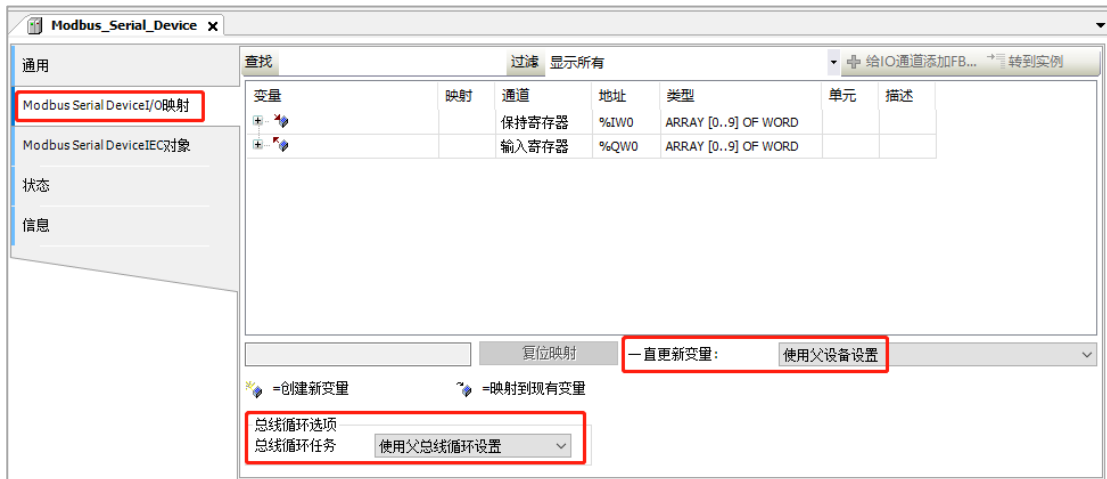 Modbus_Serial_Device x
通用
Modbus Serial DeviceI/O映射
Modbus Serial DeviceIEC对象
状态
信息
查找 过滤 显示所有 给IO通道添加FB... 转到实例
变量 映射 通道 地址 类型 单元 描述
保持寄存器 %IW0 ARRAY [0..9] OF WORD
输入寄存器 %QW0 ARRAY [0..9] OF WORD
复位映射 一直更新变量: 使用父设备设置
=创建新变量 =映射到现有变量
总线循环选项
总线循环任务 使用父总线循环设置